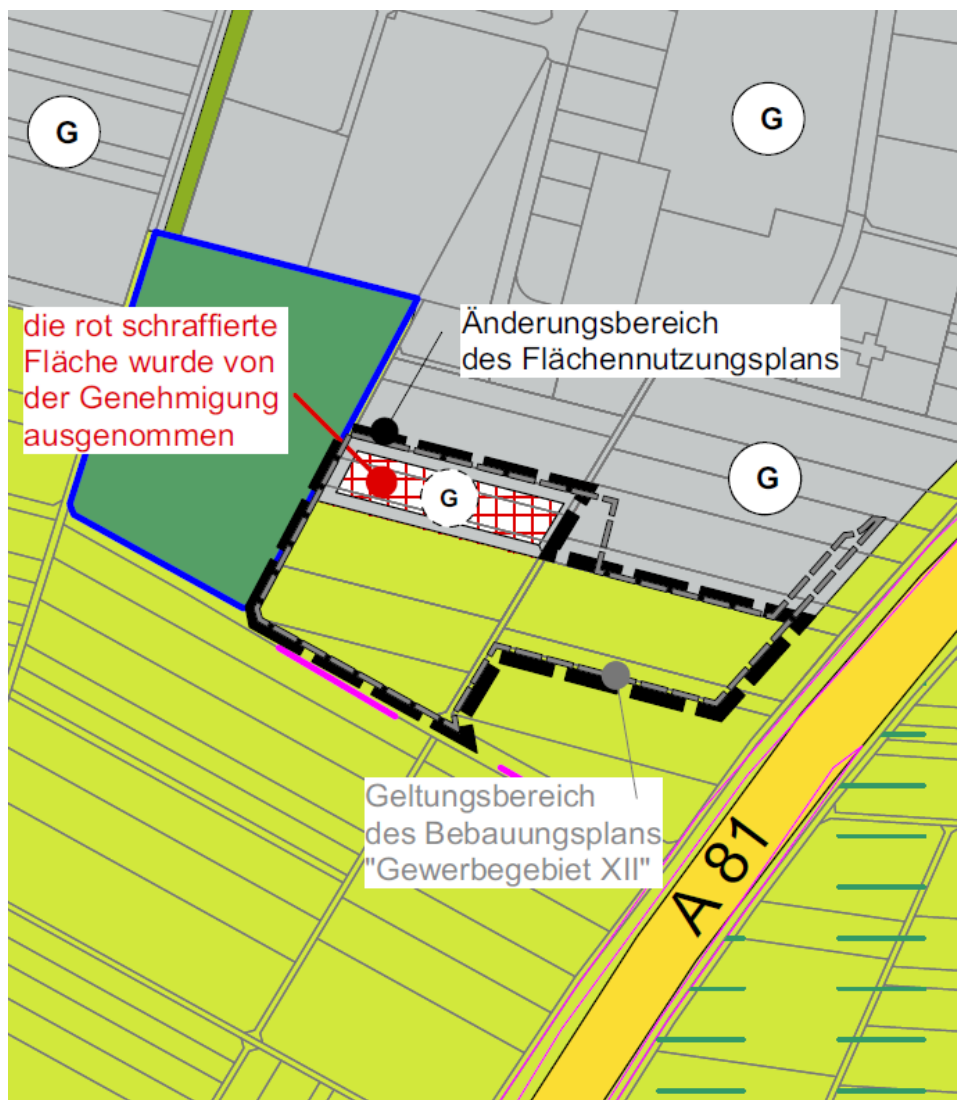 G
G
die rot schraffierte
Fläche wurde von
der Genehmigung
ausgenommen
Änderungsbereich
des Flächennutzungsplans
G
G
Geltungsbereich
des Bebauungsplans
"Gewerbegebiet XII"
A 81